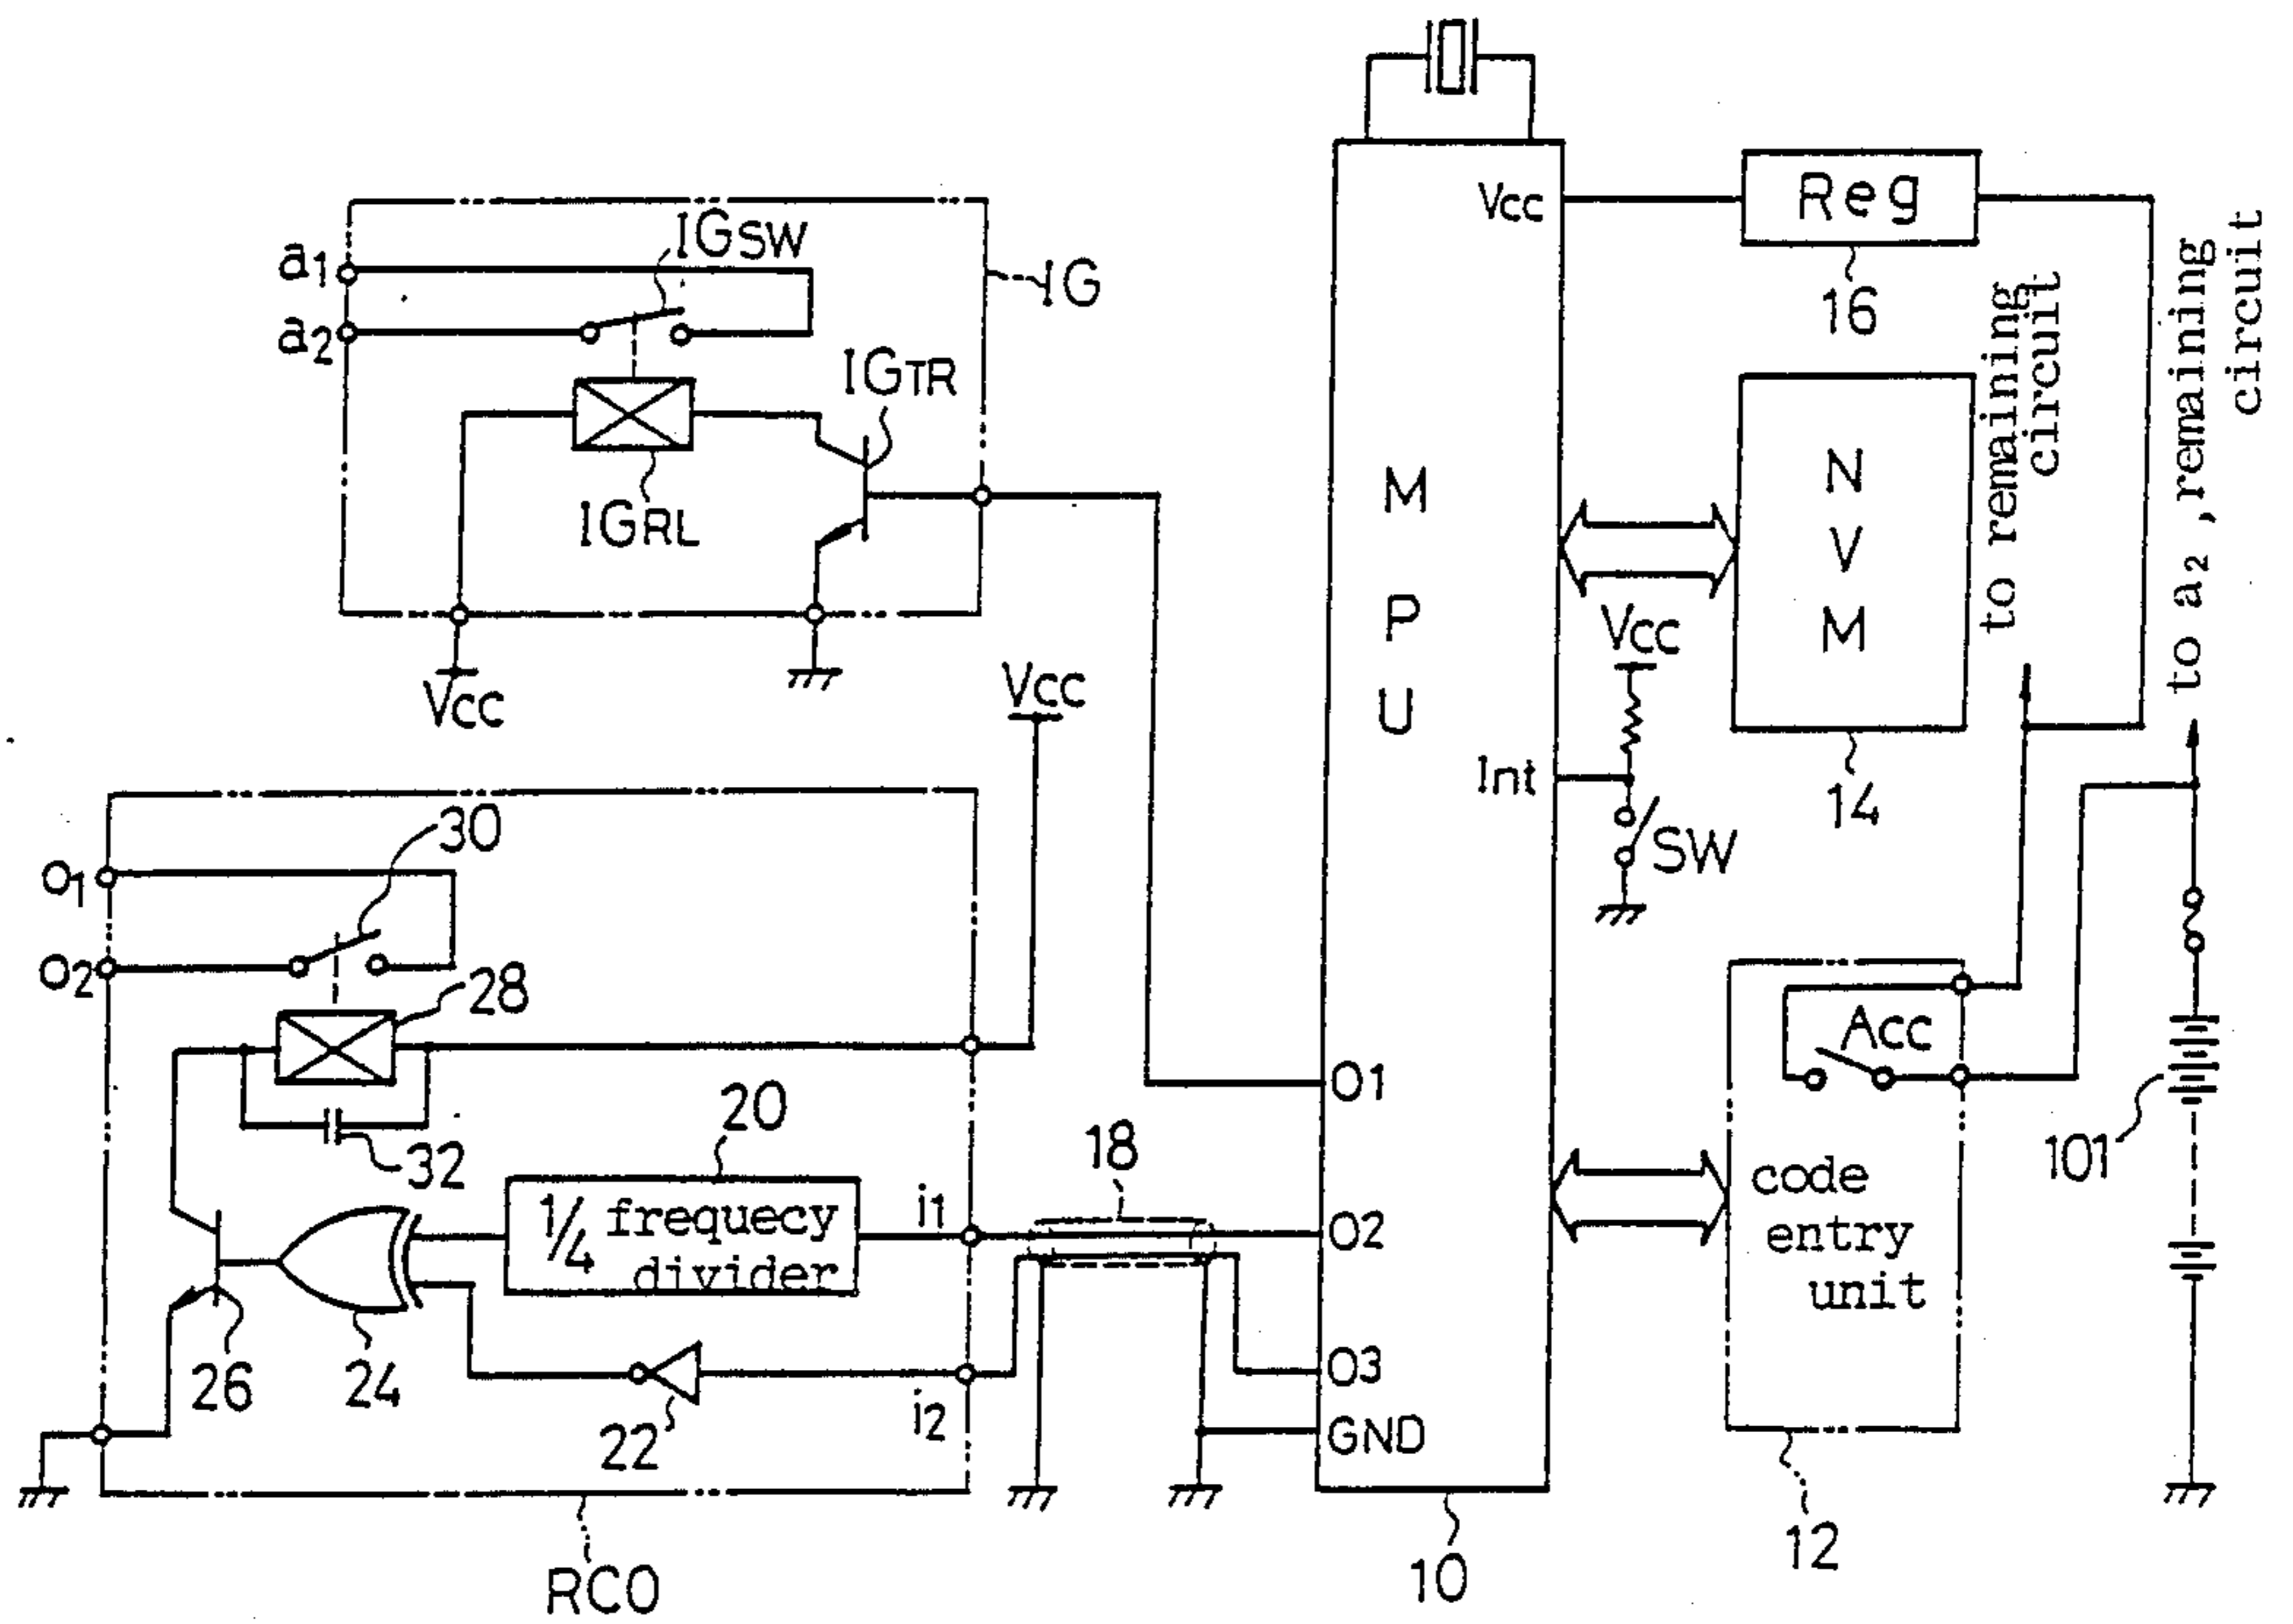 a1
a2
IGSW
IG
IGTR
IGRL
Vcc
Vcc
Reg
16
N
V
M
14
to remaining
circuit
to a2 ,remaining
circuit
M
P
U
Vcc
Vcc
Int
SW
O1
O2
O3
GND
10
Acc
code
entry
unit
12
101
o1
o2
30
28
32
20
1/4 frequecy
divider
i1
i2
18
26
24
22
RCO